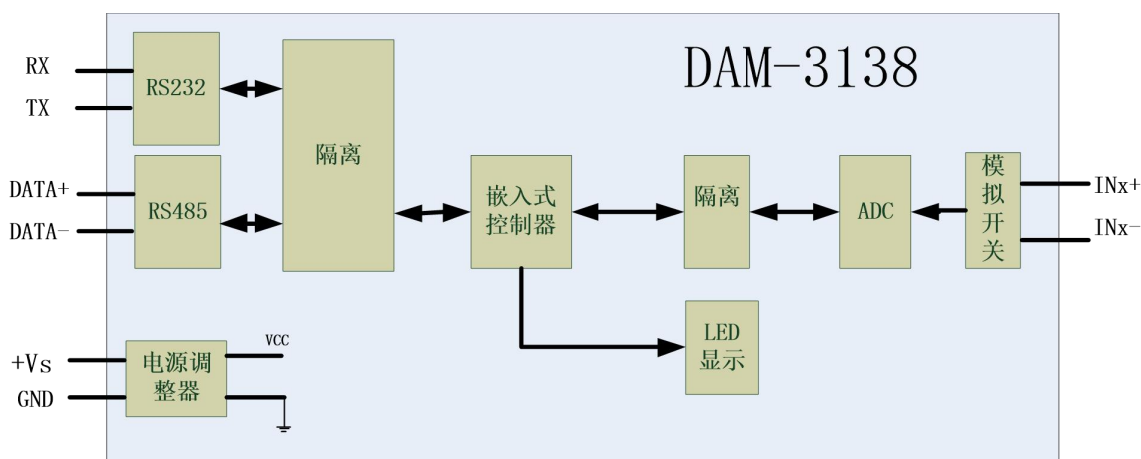 DAM-3138
RX
TX
RS232
DATA+
DATA-
RS485
隔离
嵌入式
控制器
隔离
ADC
模
拟
开
关
INx+
INx-
LED
显示
+Vs
GND
电源调
整器
VCC